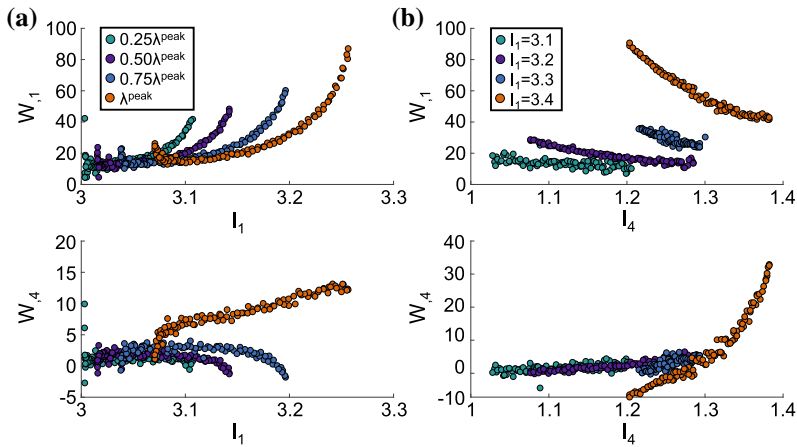 (a)
(b)
W,1
100
80
60
40
20
0
0.25λpeak
0.50λpeak
0.75λpeak
λpeak
3
3.1
3.2
3.3
I1
W,1
100
80
60
40
20
0
I1=3.1
I1=3.2
I1=3.3
I1=3.4
1
1.1
1.2
1.3
1.4
I4
W,4
20
15
10
5
0
-5
3
3.1
3.2
3.3
I1
W,4
40
30
20
10
0
-10
1
1.1
1.2
1.3
1.4
I4